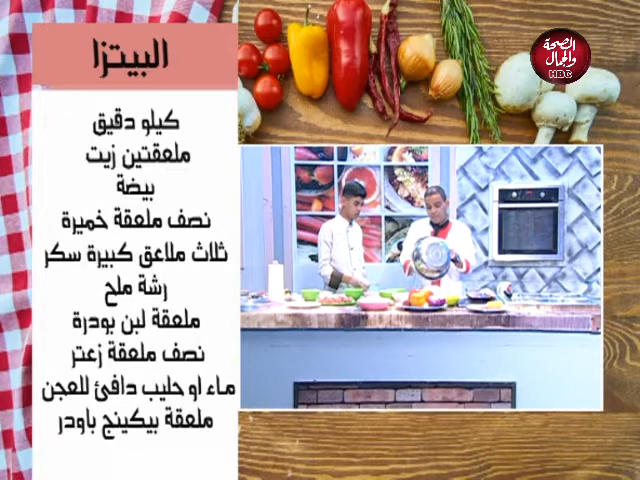 البيتزا
كيلو دقيق
ملعقتين زيت
بيضة
نصف ملعقة خميرة
ثلاث ملاعق كبيرة سكر
رشة ملح
ملعقة لبن بودرة
نصف ملعقة زعتر
ماء او حليب دافئ للعجن
ملعقة بيكينج باودر
الصحة
والجمال
HBC